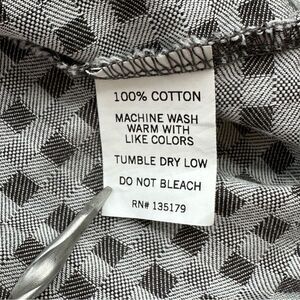 100% COTTON
MACHINE WASH
WARM WITH
LIKE COLORS
TUMBLE DRY LOW
DO NOT BLEACH
RN# 135179